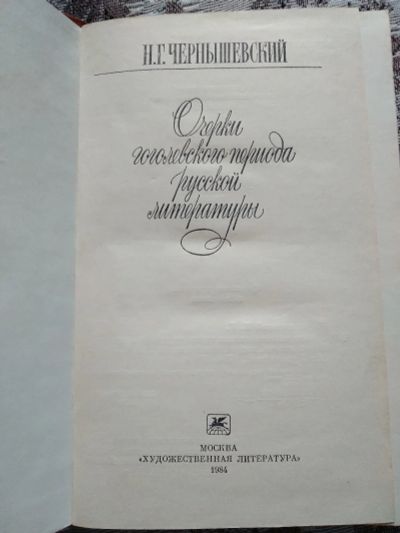 Н.Г. ЧЕРНЫШЕВСКИЙ
Очерки
гоголевского периода
русской
литературы
МОСКВА
«ХУДОЖЕСТВЕННАЯ ЛИТЕРАТУРА»
1984